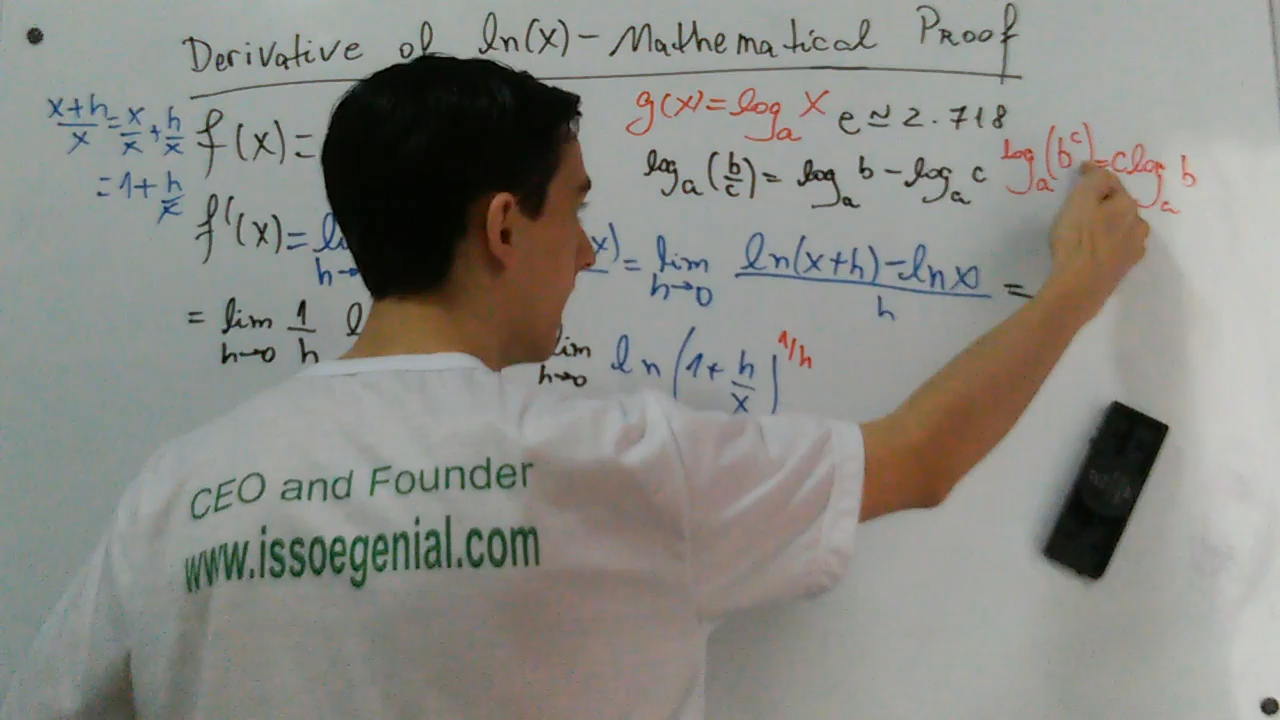 Derivative of ln(x) - Mathematical Proof
x+h/x = x/x + h/x
= 1 + h/x
f(x) =
g(x) = log_a x
e ≃ 2.718
log_a(b/c) = log_a b - log_a c
log_a(b^c) = c log_a b
f'(x) = h→ x) = lim h→0 ln(x+h) - ln x / h =
= lim h→0 1/h l lim h→0 ln(1 + h/x)^1/h
CEO and Founder
www.issoegenial.com